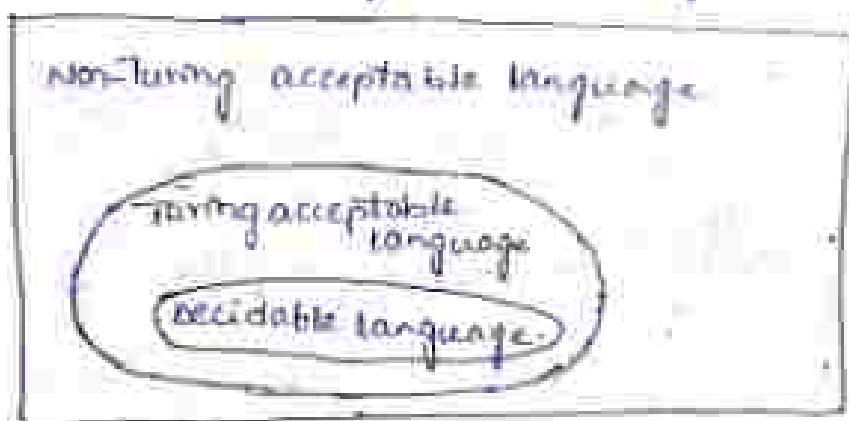 Non-Turing acceptable language
Turing acceptable
language
Decidable language.